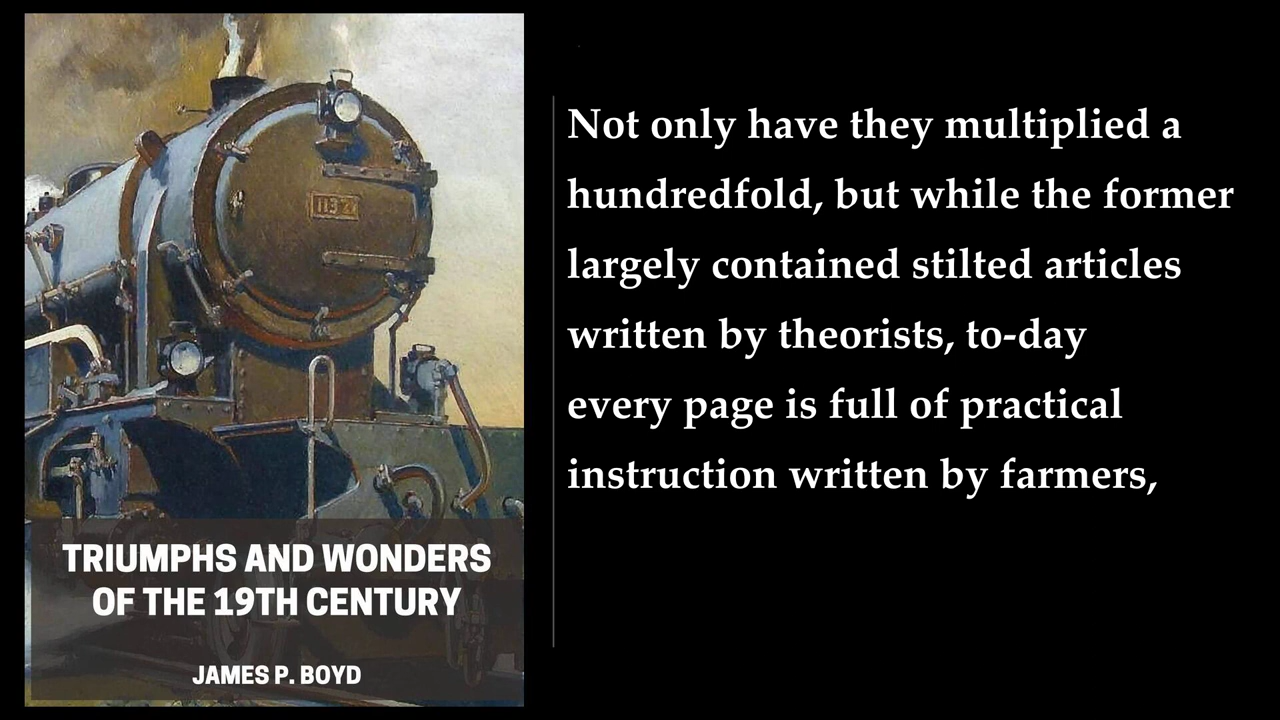 Not only have they multiplied a
hundredfold, but while the former
largely contained stilted articles
written by theorists, to-day
every page is full of practical
instruction written by farmers,
TRIUMPHS AND WONDERS
OF THE 19TH CENTURY
JAMES P. BOYD